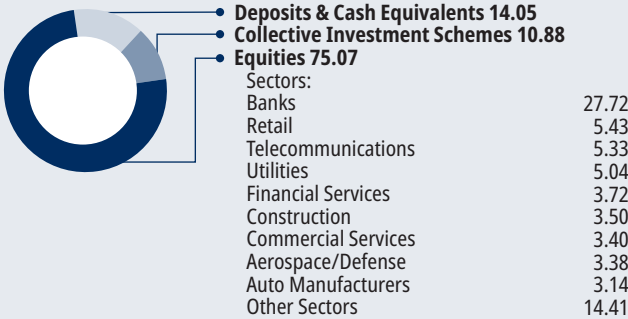 Deposits & Cash Equivalents 14.05
Collective Investment Schemes 10.88
Equities 75.07
Sectors:
Banks 27.72
Retail 5.43
Telecommunications 5.33
Utilities 5.04
Financial Services 3.72
Construction 3.50
Commercial Services 3.40
Aerospace/Defense 3.38
Auto Manufacturers 3.14
Other Sectors 14.41